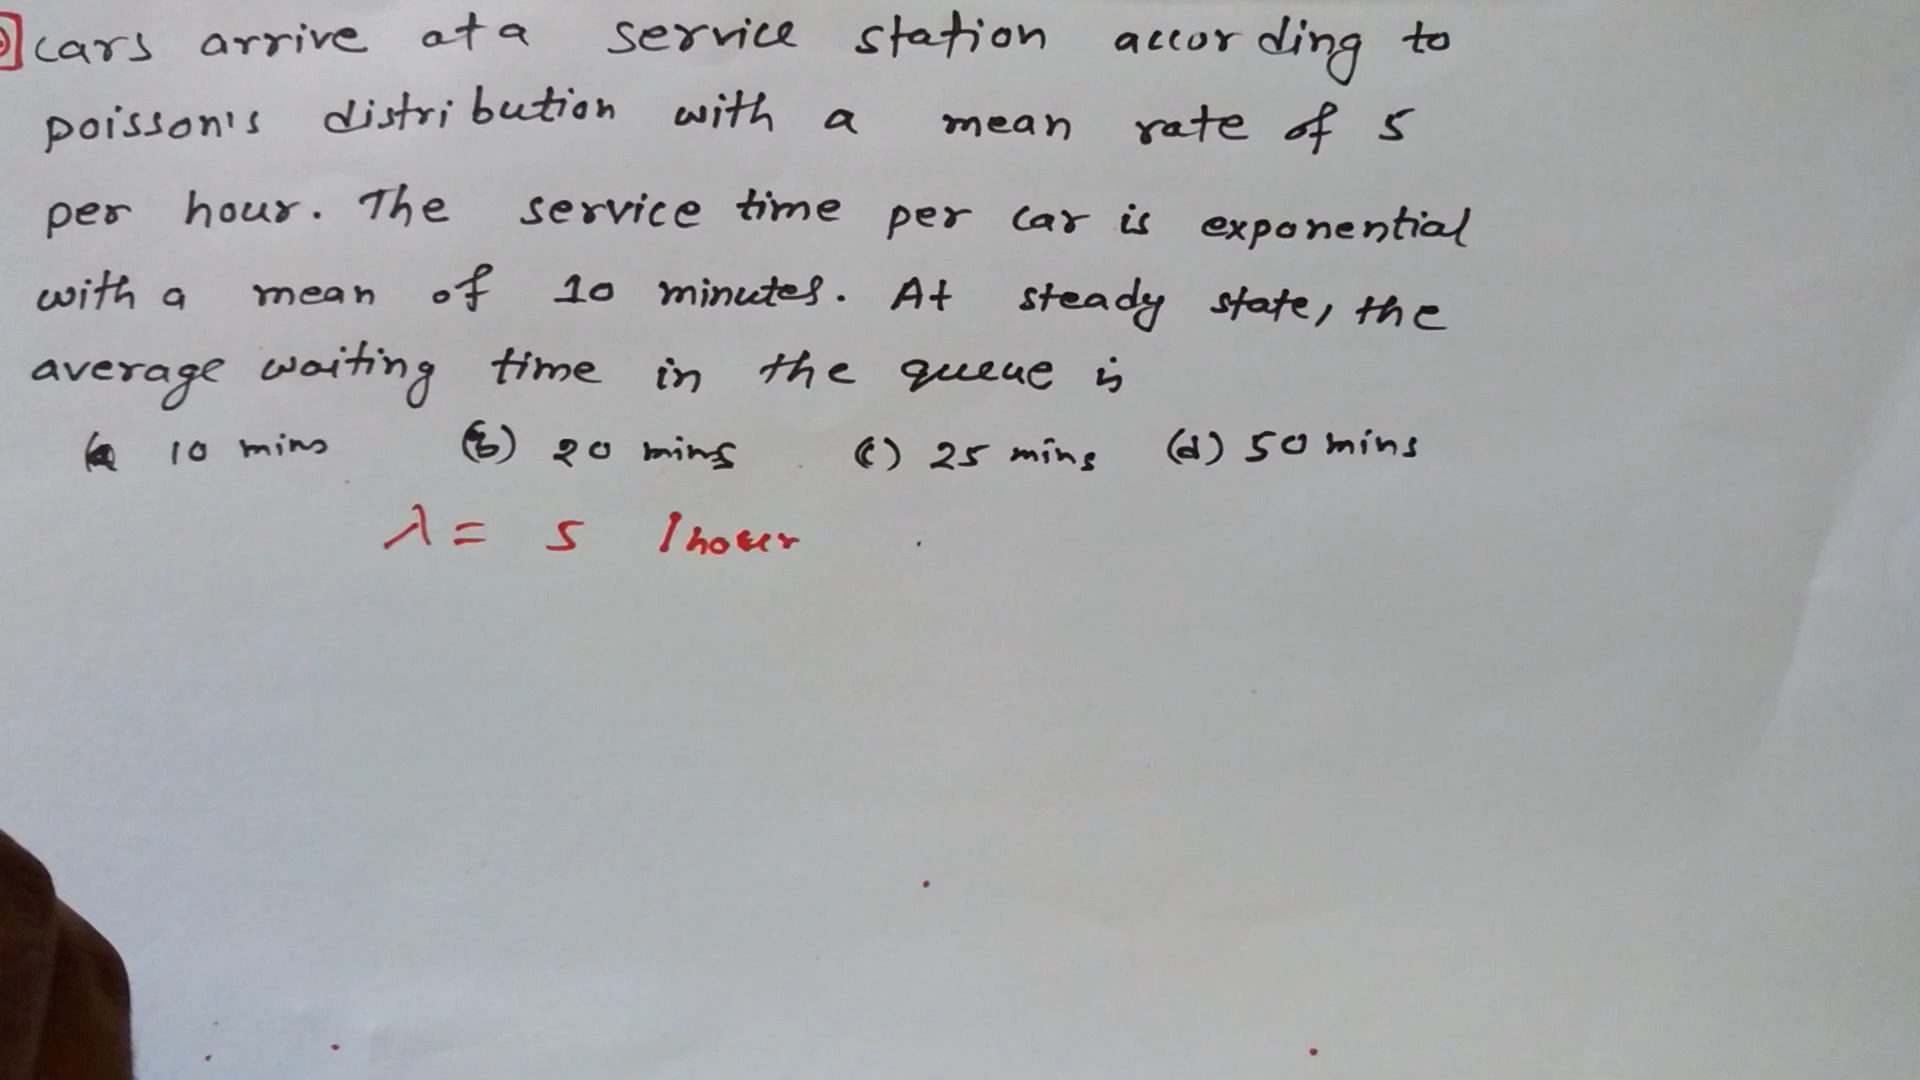 cars arrive at a service station according to
poisson's distribution with a mean rate of 5
per hour. The service time per car is exponential
with a mean of 10 minutes. At steady state, the
average waiting time in the queue is
(a 10 mins (b) 20 mins (c) 25 mins (d) 50 mins
λ = 5 / hour